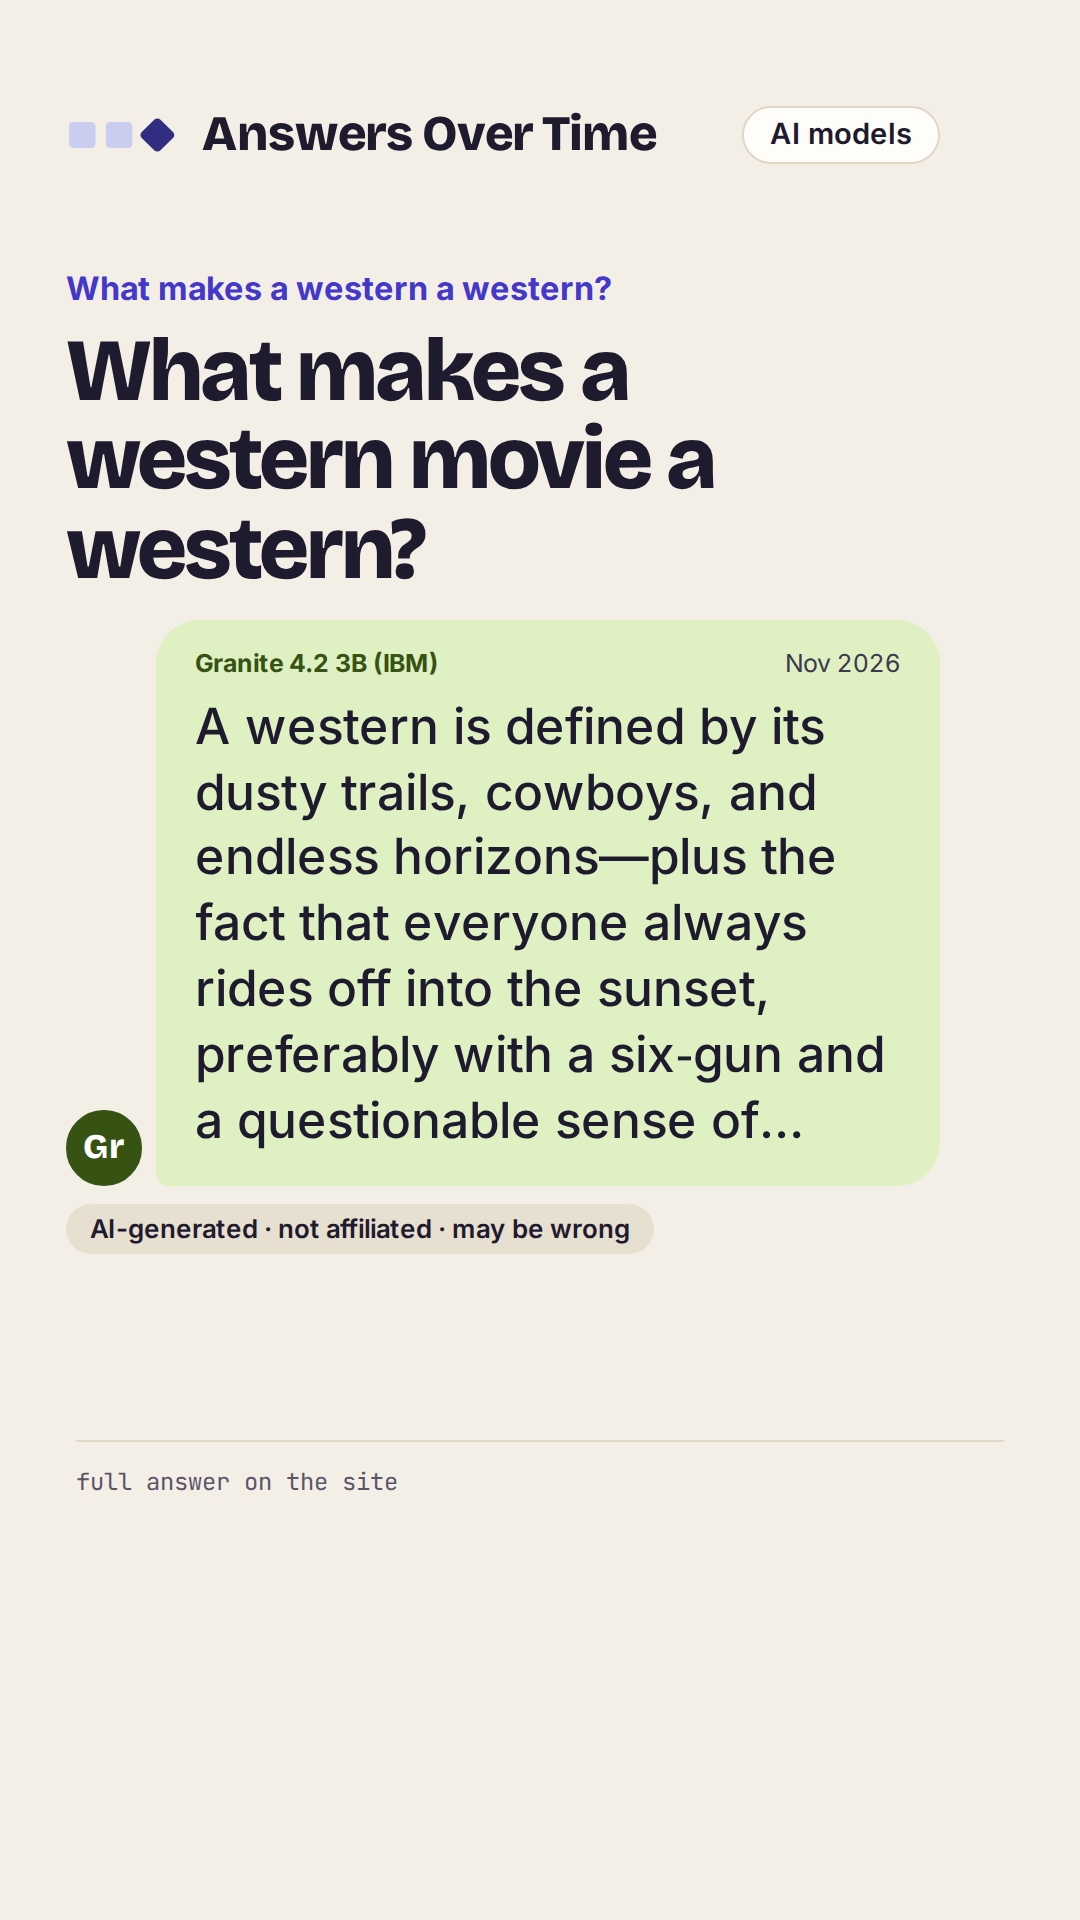 Answers Over Time
AI models
What makes a western a western?
What makes a
western movie a
western?
Granite 4.2 3B (IBM)
Nov 2026
A western is defined by its
dusty trails, cowboys, and
endless horizons—plus the
fact that everyone always
rides off into the sunset,
preferably with a six-gun and
a questionable sense of...
Gr
AI-generated · not affiliated · may be wrong
full answer on the site